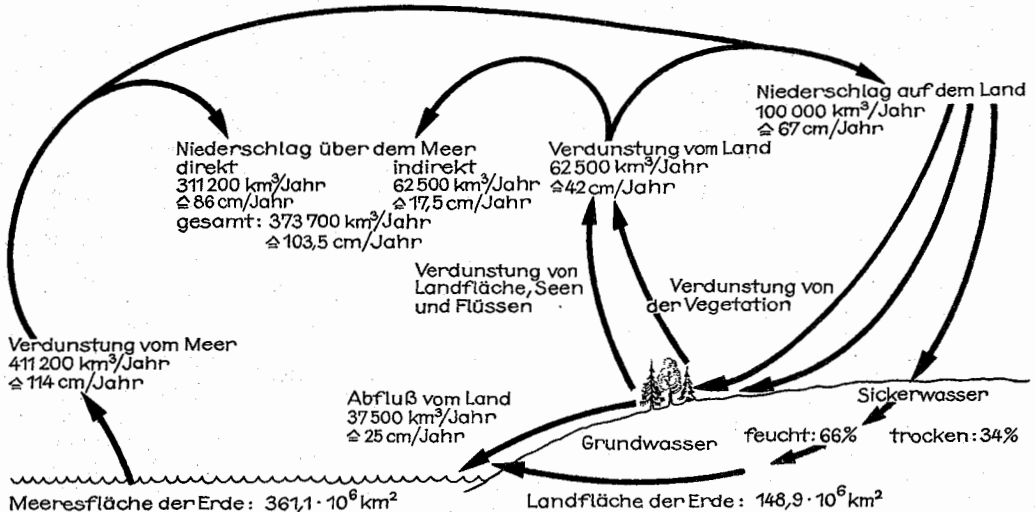 Niederschlag auf dem Land
100 000 km³/Jahr
≙ 67 cm/Jahr
Niederschlag über dem Meer
direkt
311 200 km³/Jahr
≙ 86 cm/Jahr
indirekt
62 500 km³/Jahr
≙ 17,5 cm/Jahr
gesamt: 373 700 km³/Jahr
≙ 103,5 cm/Jahr
Verdunstung vom Land
62 500 km³/Jahr
≙ 42 cm/Jahr
Verdunstung von
Landfläche, Seen
und Flüssen
Verdunstung von
der Vegetation
Verdunstung vom Meer
411 200 km³/Jahr
≙ 114 cm/Jahr
Abfluß vom Land
37 500 km³/Jahr
≙ 25 cm/Jahr
Sickerwasser
Grundwasser
feucht: 66%
trocken: 34%
Meeresfläche der Erde: 361,1 · 10⁶ km²
Landfläche der Erde: 148,9 · 10⁶ km²